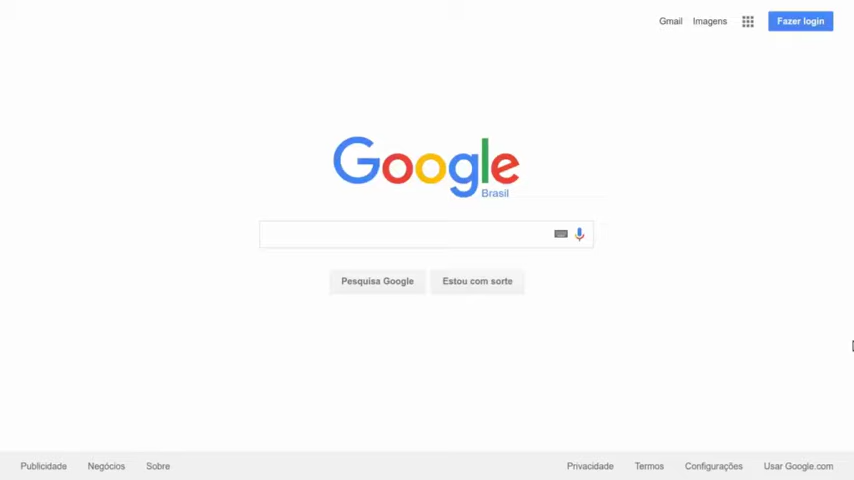 Gmail Imagens Fazer login
Google
Brasil
Pesquisa Google Estou com sorte
Publicidade Negócios Sobre Privacidade Termos Configurações Usar Google.com